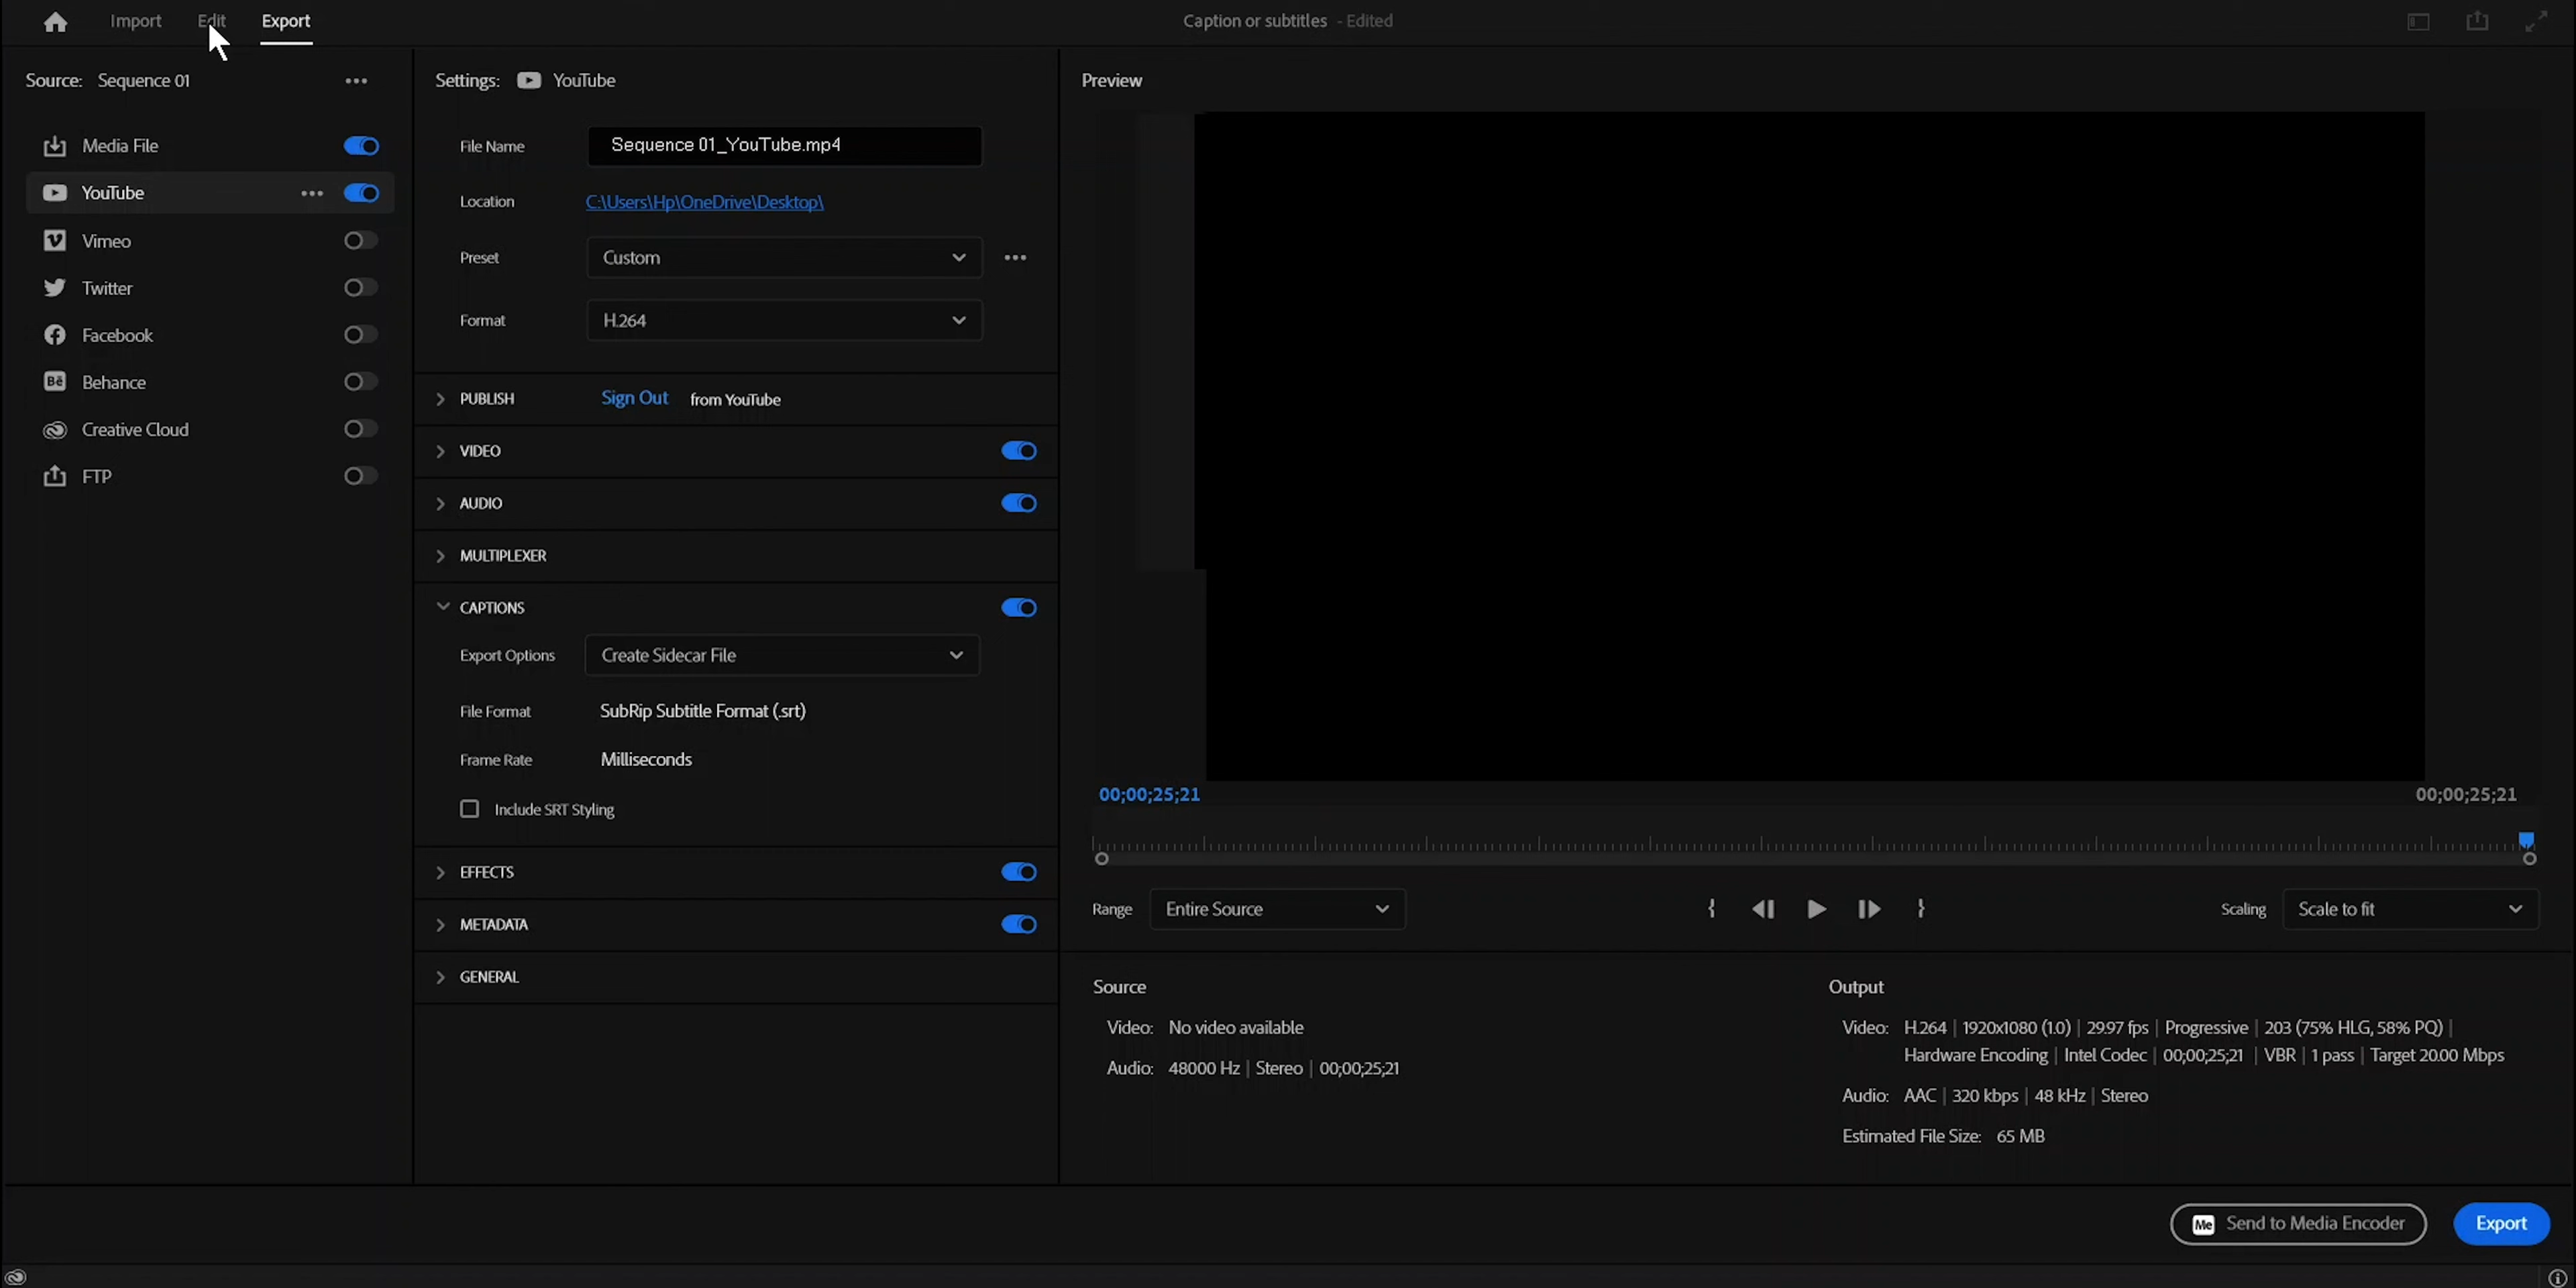 Import Edit Export Caption or subtitles - Edited
Source: Sequence 01
Media File
YouTube
Vimeo
Twitter
Facebook
Bē Behance
Creative Cloud
FTP
Settings: YouTube
File Name Sequence 01_YouTube.mp4
Location C:\Users\Hp\OneDrive\Desktop\
Preset Custom
Format H.264
PUBLISH Sign Out from YouTube
VIDEO
AUDIO
MULTIPLEXER
CAPTIONS
Export Options Create Sidecar File
File Format SubRip Subtitle Format (.srt)
Frame Rate Milliseconds
Include SRT Styling
EFFECTS
METADATA
GENERAL
Preview
00;00;25;21 00;00;25;21
Range Entire Source Scaling Scale to fit
Source
Video: No video available
Audio: 48000 Hz | Stereo | 00;00;25;21
Output
Video: H.264 | 1920x1080 (1.0) | 29.97 fps | Progressive | 203 (75% HLG, 58% PQ) |
Hardware Encoding | Intel Codec | 00;00;25;21 | VBR | 1 pass | Target 20.00 Mbps
Audio: AAC | 320 kbps | 48 kHz | Stereo
Estimated File Size: 65 MB
Me Send to Media Encoder Export